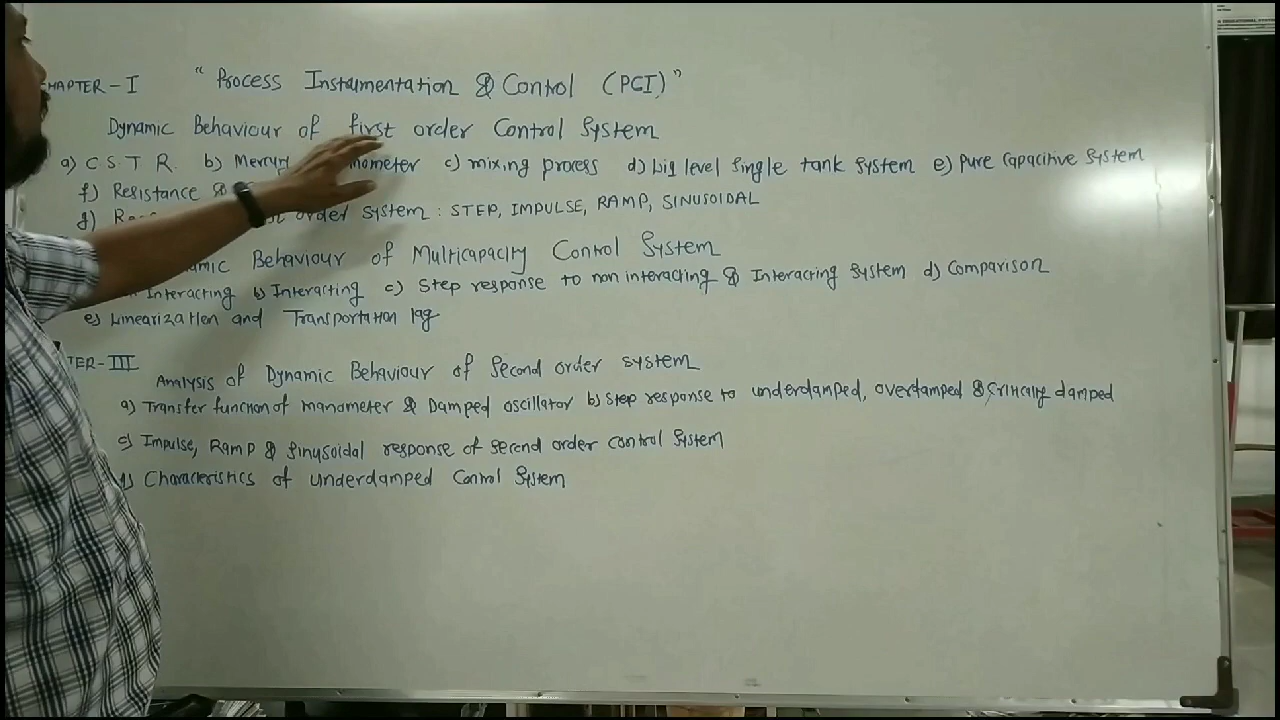 CHAPTER-I " Process Instrumentation & Control (PCI) "
Dynamic Behaviour of first order Control System
a) C S T R. b) Mercury c) mixing process d) Liq level Single tank System e) Pure Capacitive System
f) Resistance &
order System : STEP, IMPULSE, RAMP, SINUSOIDAL
Behaviour of Multicapacity Control System
Interacting b) Interacting c) Step response to non interacting & Interacting System d) Comparison
e) Linearization and Transportation lag
TER-III
Analysis of Dynamic Behaviour of Second order system
a) Transfer function of manometer & Damped oscillator b) Step response to underdamped, overdamped & Critically damped
c) Impulse, Ramp & Sinusoidal response of Second order control System
d) Characteristics of underdamped Control System